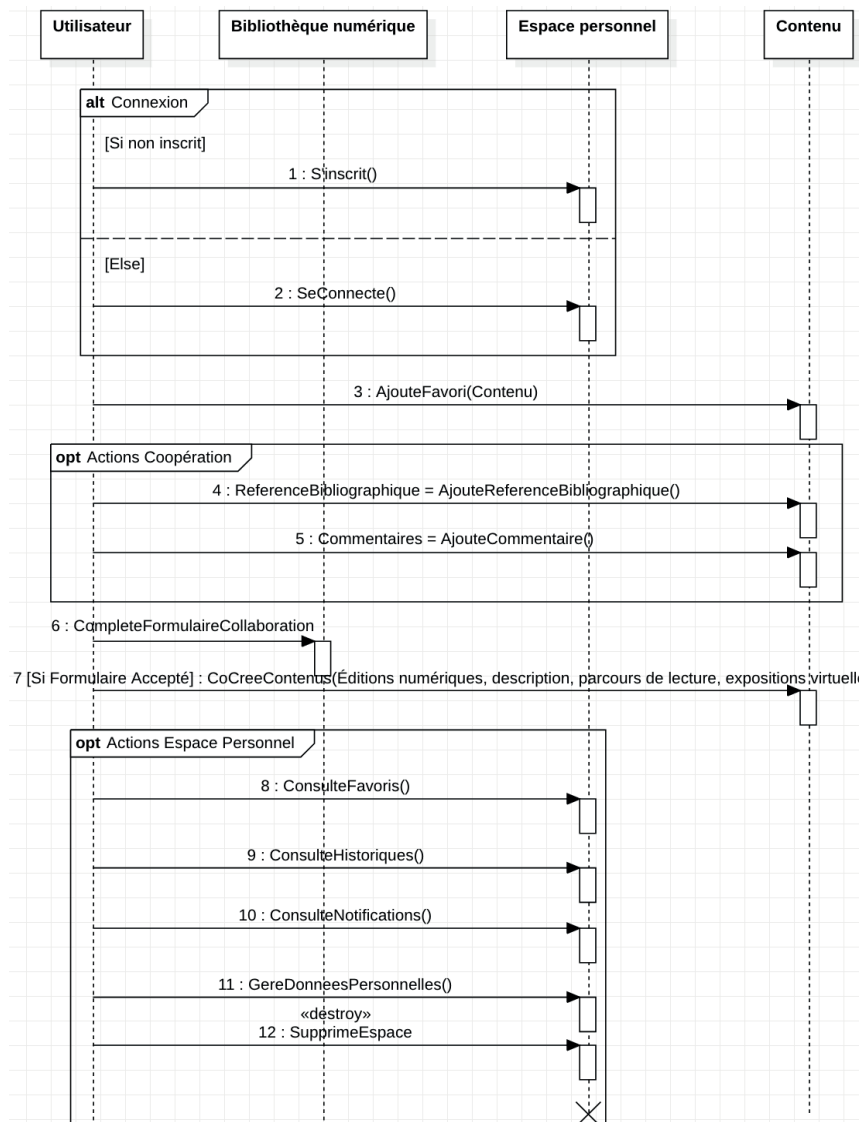 Utilisateur
Bibliothèque numérique
Espace personnel
Contenu
alt Connexion
[Si non inscrit]
1 : S'inscrit()
[Else]
2 : SeConnecte()
3 : AjouteFavori(Contenu)
opt Actions Coopération
4 : ReferenceBibliographique = AjouteReferenceBibliographique()
5 : Commentaires = AjouteCommentaire()
6 : CompleteFormulaireCollaboration
7 [Si Formulaire Accepté] : CoCreeContenus(Éditions numériques, description, parcours de lecture, expositions virtuelle
opt Actions Espace Personnel
8 : ConsulteFavoris()
9 : ConsulteHistoriques()
10 : ConsulteNotifications()
11 : GereDonneesPersonnelles()
«destroy»
12 : SupprimeEspace